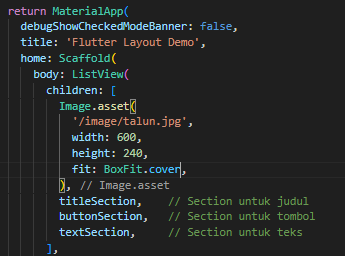 return MaterialApp(
debugShowCheckedModeBanner: false,
title: 'Flutter Layout Demo',
home: Scaffold(
body: ListView(
children: [
Image.asset(
'/image/talun.jpg',
width: 600,
height: 240,
fit: BoxFit.cover,
), // Image.asset
titleSection, // Section untuk judul
buttonSection, // Section untuk tombol
textSection, // Section untuk teks
],